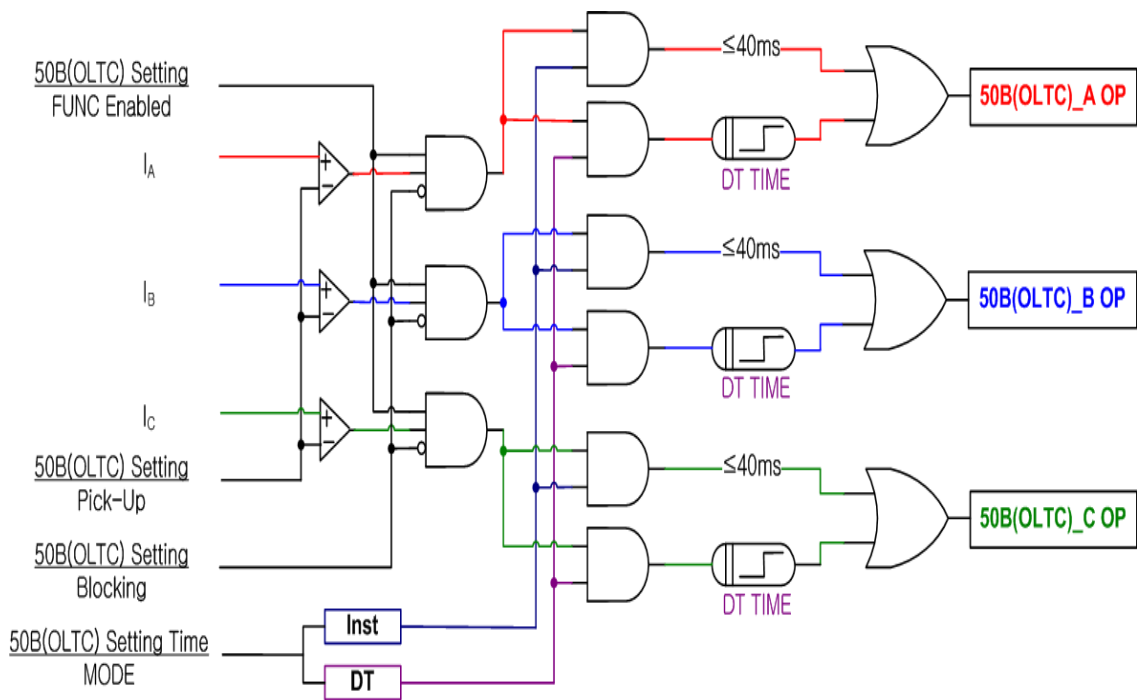 50B(OLTC) Setting
FUNC Enabled
IA
IB
IC
50B(OLTC) Setting
Pick-Up
50B(OLTC) Setting
Blocking
50B(OLTC) Setting Time
MODE
+
−
+
−
+
−
Inst
DT
≤40ms
DT TIME
≤40ms
DT TIME
≤40ms
DT TIME
50B(OLTC)_A OP
50B(OLTC)_B OP
50B(OLTC)_C OP